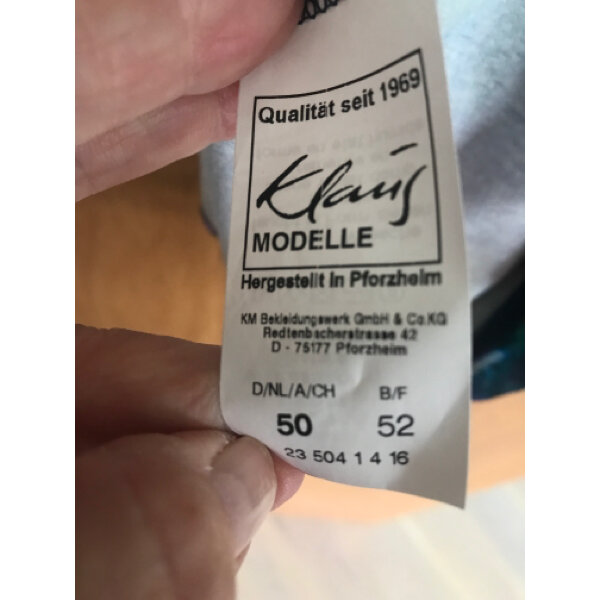 Qualität seit 1969
Klaus
MODELLE
Hergestellt in Pforzheim
KM Bekleidungswerk GmbH & Co.KG
Redtenbacherstrasse 42
D - 75177 Pforzheim
D/NL/A/CH B/F
50 52
23 504 1 4 16